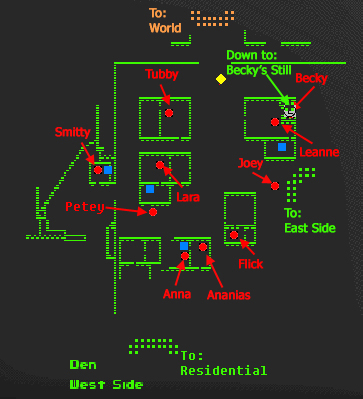 To:
World
Down to:
Becky's Still
Tubby
Becky
Smitty
Leanne
Joey
Lara
Petey
To:
East Side
Flick
Anna
Ananias
To:
Residential
Den
West Side